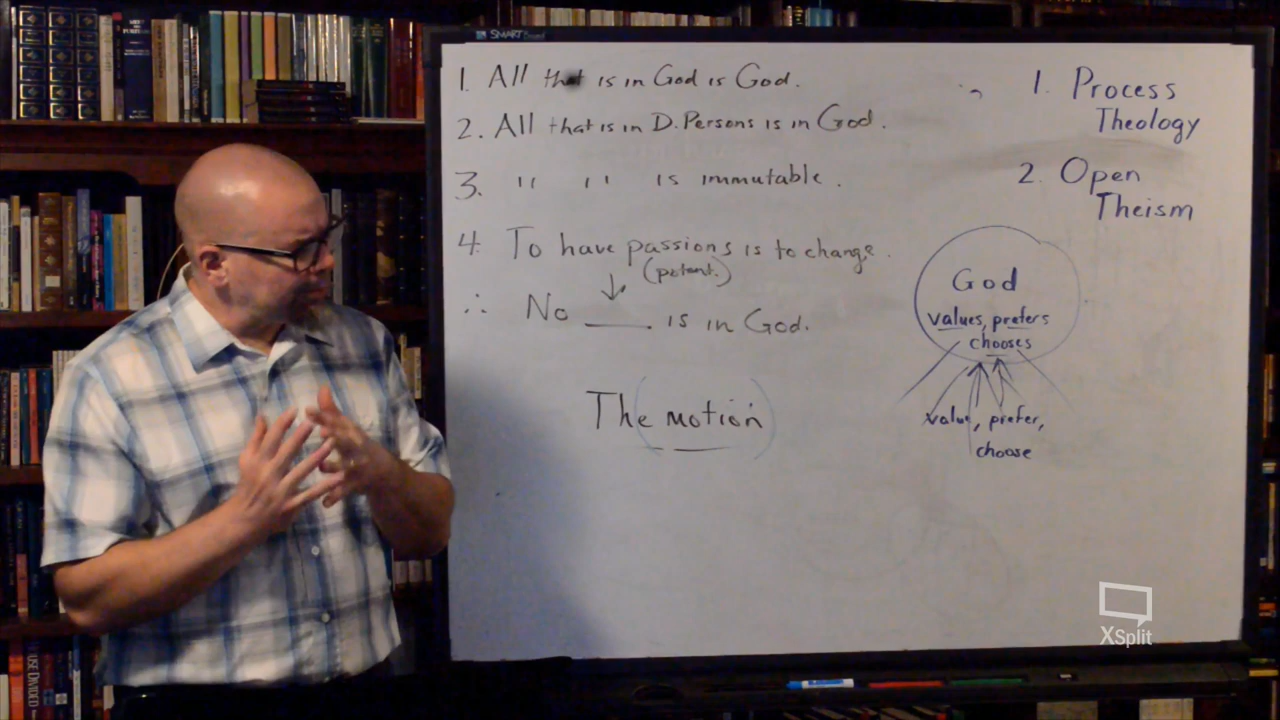 SMART Board
1. All that is in God is God.
2. All that is in D. Persons is in God.
3. " " is immutable.
4. To have passions is to change.
(potent.)
∴ No ____ is in God.
The motion
1. Process
Theology
2. Open
Theism
God
values, prefers
chooses
value, prefer,
choose
XSplit